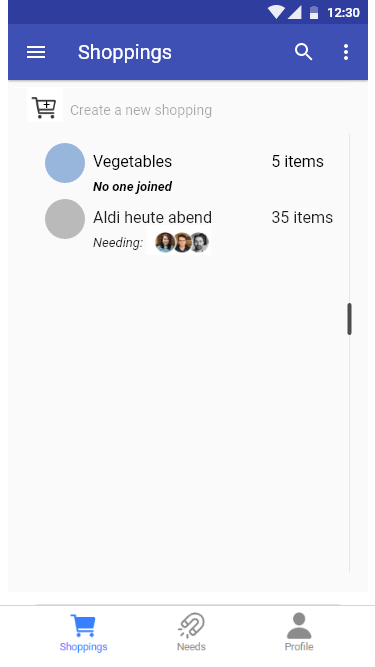 12:30
Shoppings
Create a new shopping
Vegetables 5 items
No one joined
Aldi heute abend 35 items
Needing:
Shoppings Needs Profile